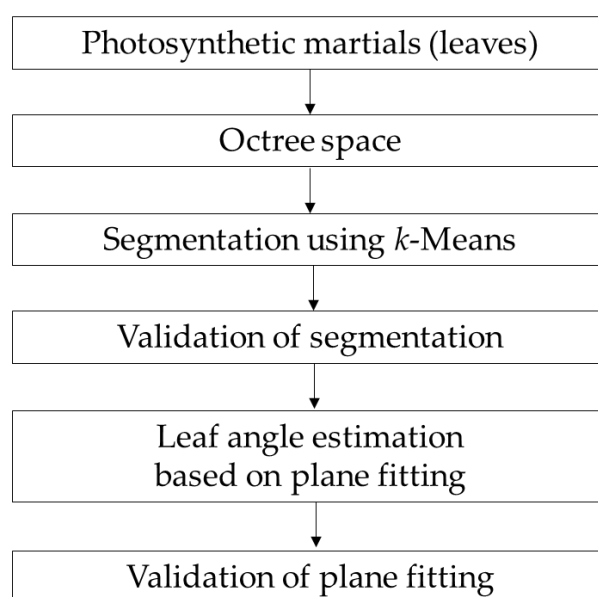 Photosynthetic martials (leaves)
Octree space
Segmentation using k-Means
Validation of segmentation
Leaf angle estimation
based on plane fitting
Validation of plane fitting